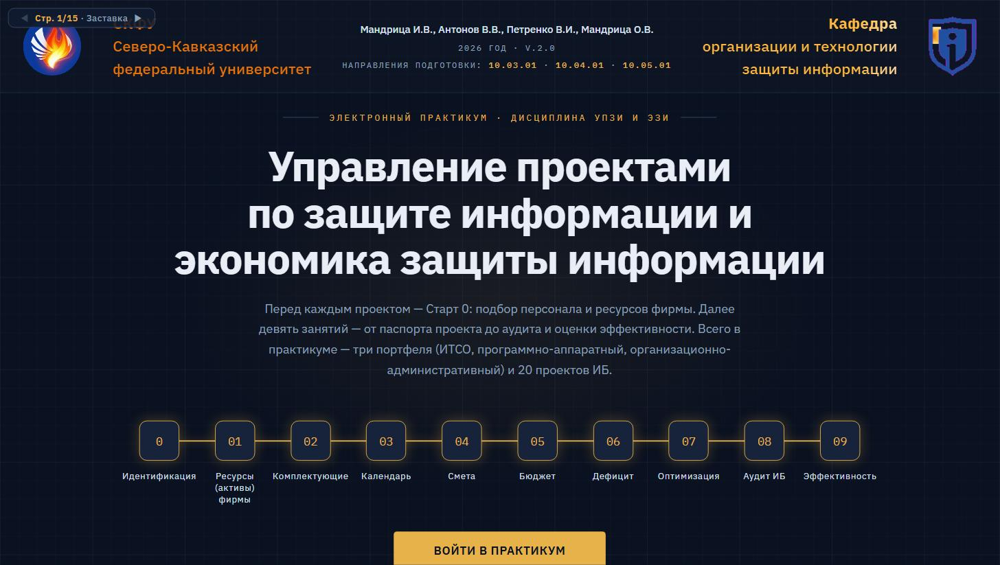 ◀ Стр. 1/15 · Заставка ▶
СКФУ
Северо-Кавказский
федеральный университет
Мандрица И.В., Антонов В.В., Петренко В.И., Мандрица О.В.
2026 ГОД · V.2.0
НАПРАВЛЕНИЯ ПОДГОТОВКИ: 10.03.01 · 10.04.01 · 10.05.01
Кафедра
организации и технологии
защиты информации
ЭЛЕКТРОННЫЙ ПРАКТИКУМ · ДИСЦИПЛИНА УПЗИ И ЭЗИ
Управление проектами
по защите информации и
экономика защиты информации
Перед каждым проектом — Старт 0: подбор персонала и ресурсов фирмы. Далее
девять занятий — от паспорта проекта до аудита и оценки эффективности. Всего в
практикуме — три портфеля (ИТСО, программно-аппаратный, организационно-
административный) и 20 проектов ИБ.
0 01 02 03 04 05 06 07 08 09
Идентификация Ресурсы Комплектующие Календарь Смета Бюджет Дефицит Оптимизация Аудит ИБ Эффективность
(активы)
фирмы
ВОЙТИ В ПРАКТИКУМ